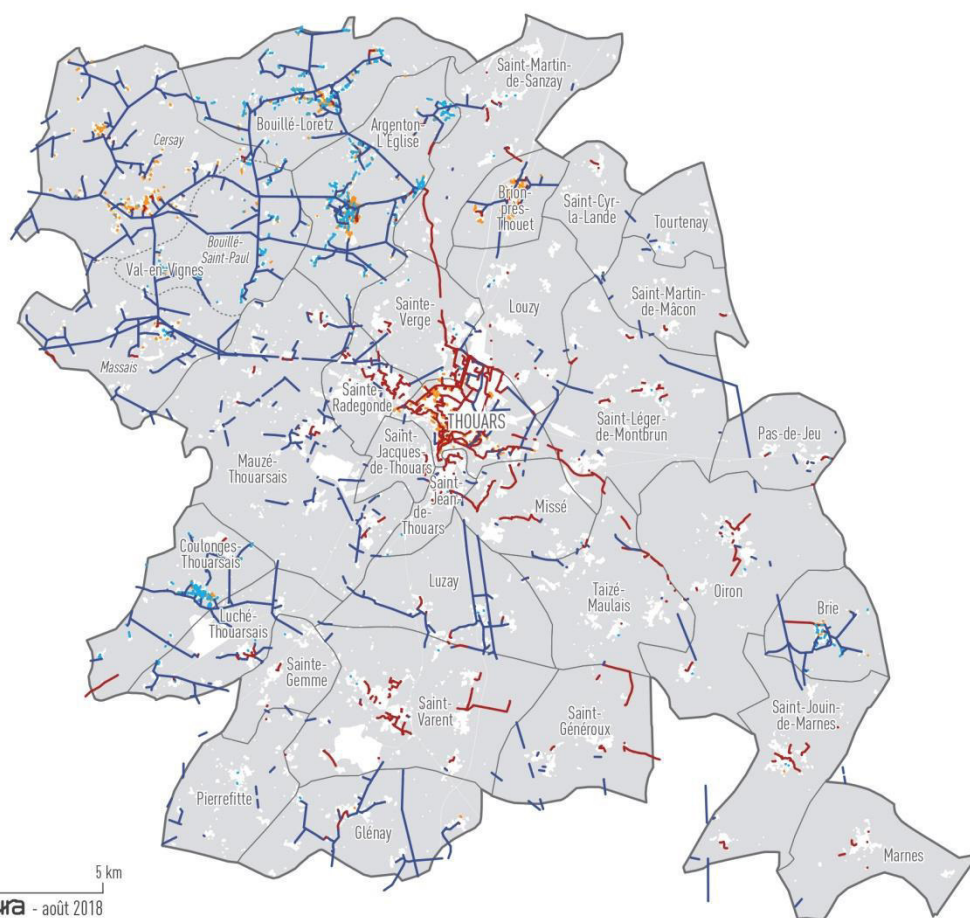 Saint-Martin-
de-Sanzay
Cersay
Bouillé-Loretz
Argenton-
L'Église
Brion-
près-
Thouet
Saint-Cyr-
la-Lande
Tourtenay
Bouillé-
Saint-Paul
Val-en-Vignes
Saint-Martin-
de-Mâcon
Sainte-
Verge
Louzy
Massais
Sainte-
Radegonde
THOUARS
Saint-Léger-
de-Montbrun
Pas-de-Jeu
Saint-
Jacques-
de-Thouars
Mauzé-
Thouarsais
Saint-
Jean-
de-
Thouars
Missé
Coulonges-
Thouarsais
Luzay
Taizé-
Maulais
Oiron
Brie
Luché-
Thouarsais
Sainte-
Gemme
Saint-
Varent
Saint-
Généroux
Saint-Jouin-
de-Marnes
Pierrefitte
Glénay
Marnes
5 km
- août 2018